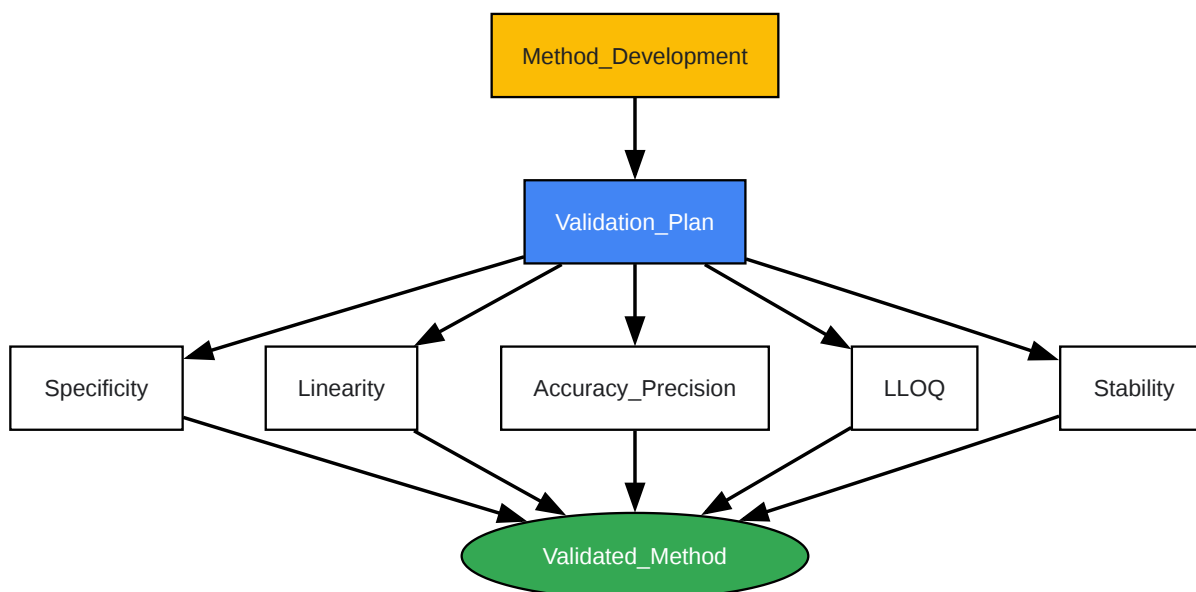 Method_Development
Validation_Plan
Specificity
Linearity
Accuracy_Precision
LLOQ
Stability
Validated_Method